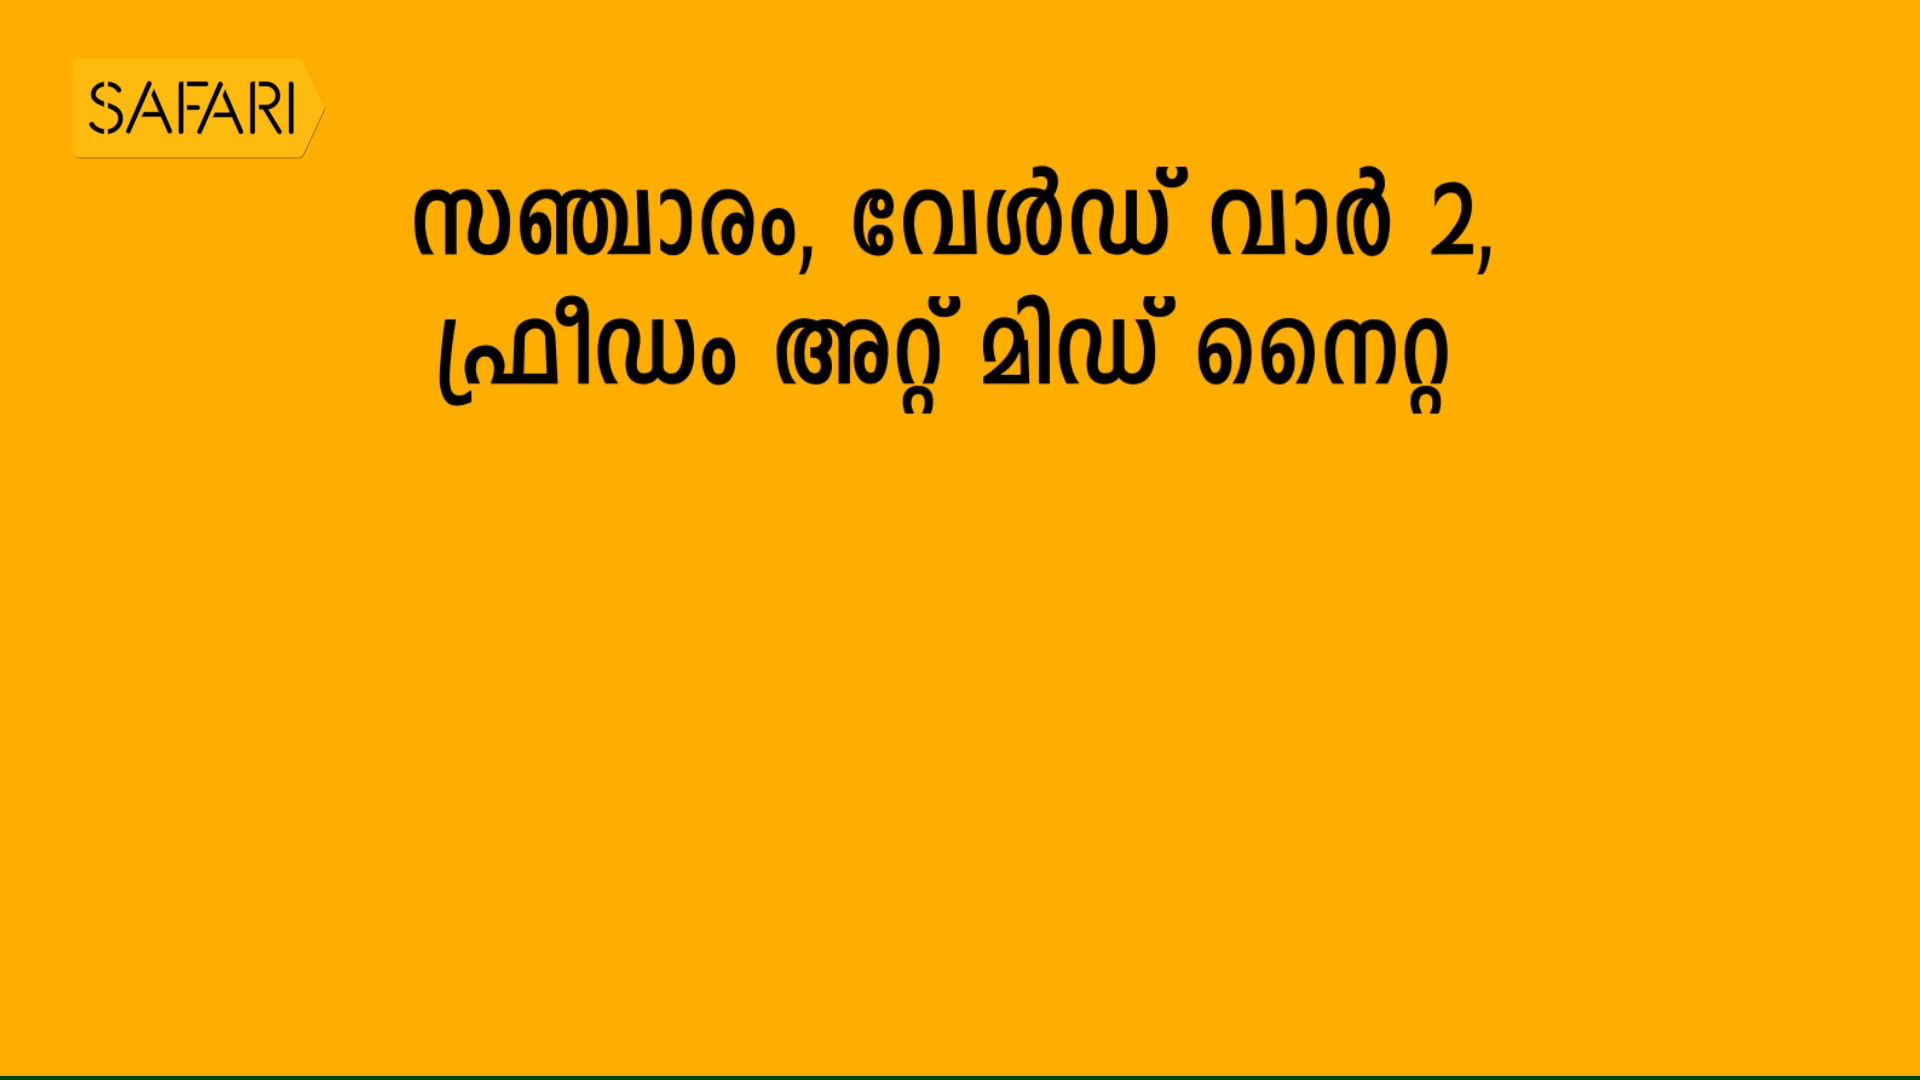 SAFARI
സഞ്ചാരം, വേൾഡ് വാർ 2,
ഫ്രീഡം അറ്റ് മിഡ് നൈറ്റ